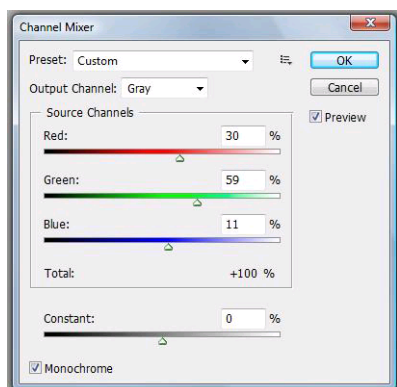 Channel Mixer
Preset: Custom
OK
Output Channel: Gray
Cancel
Source Channels
Preview
Red: 30 %
Green: 59 %
Blue: 11 %
Total: +100 %
Constant: 0 %
Monochrome